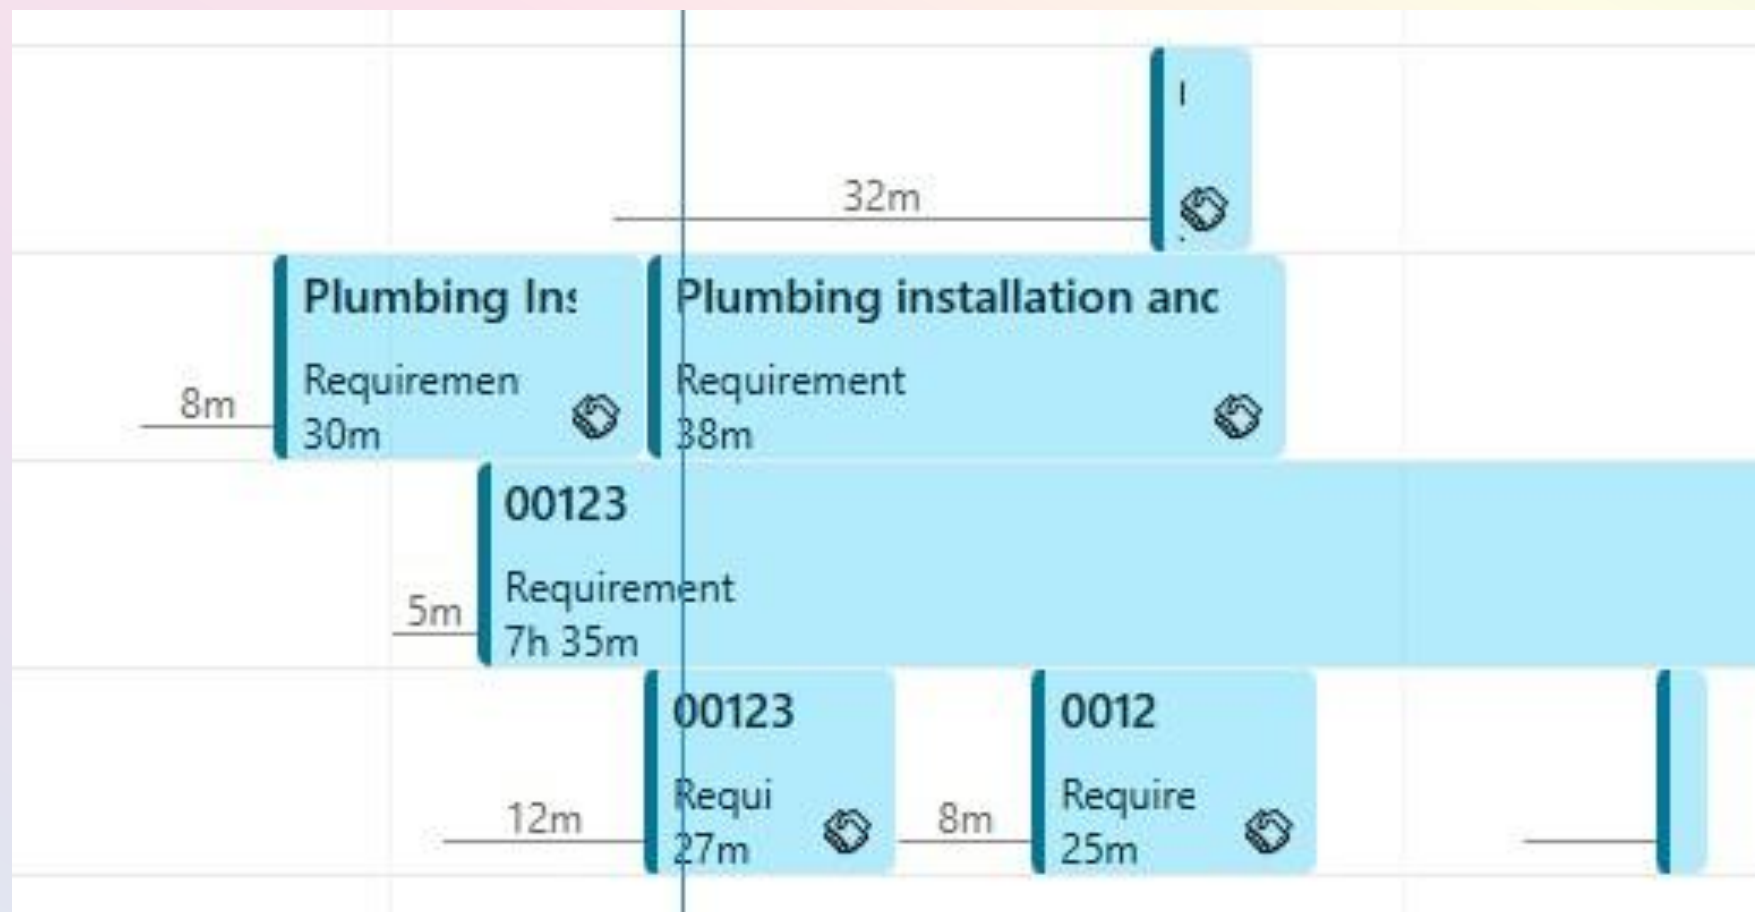 32m
Plumbing Ins
Requiremen
8m
30m
Plumbing installation anc
Requirement
38m
00123
Requirement
5m
7h 35m
00123
Requi
12m
27m
0012
Require
8m
25m